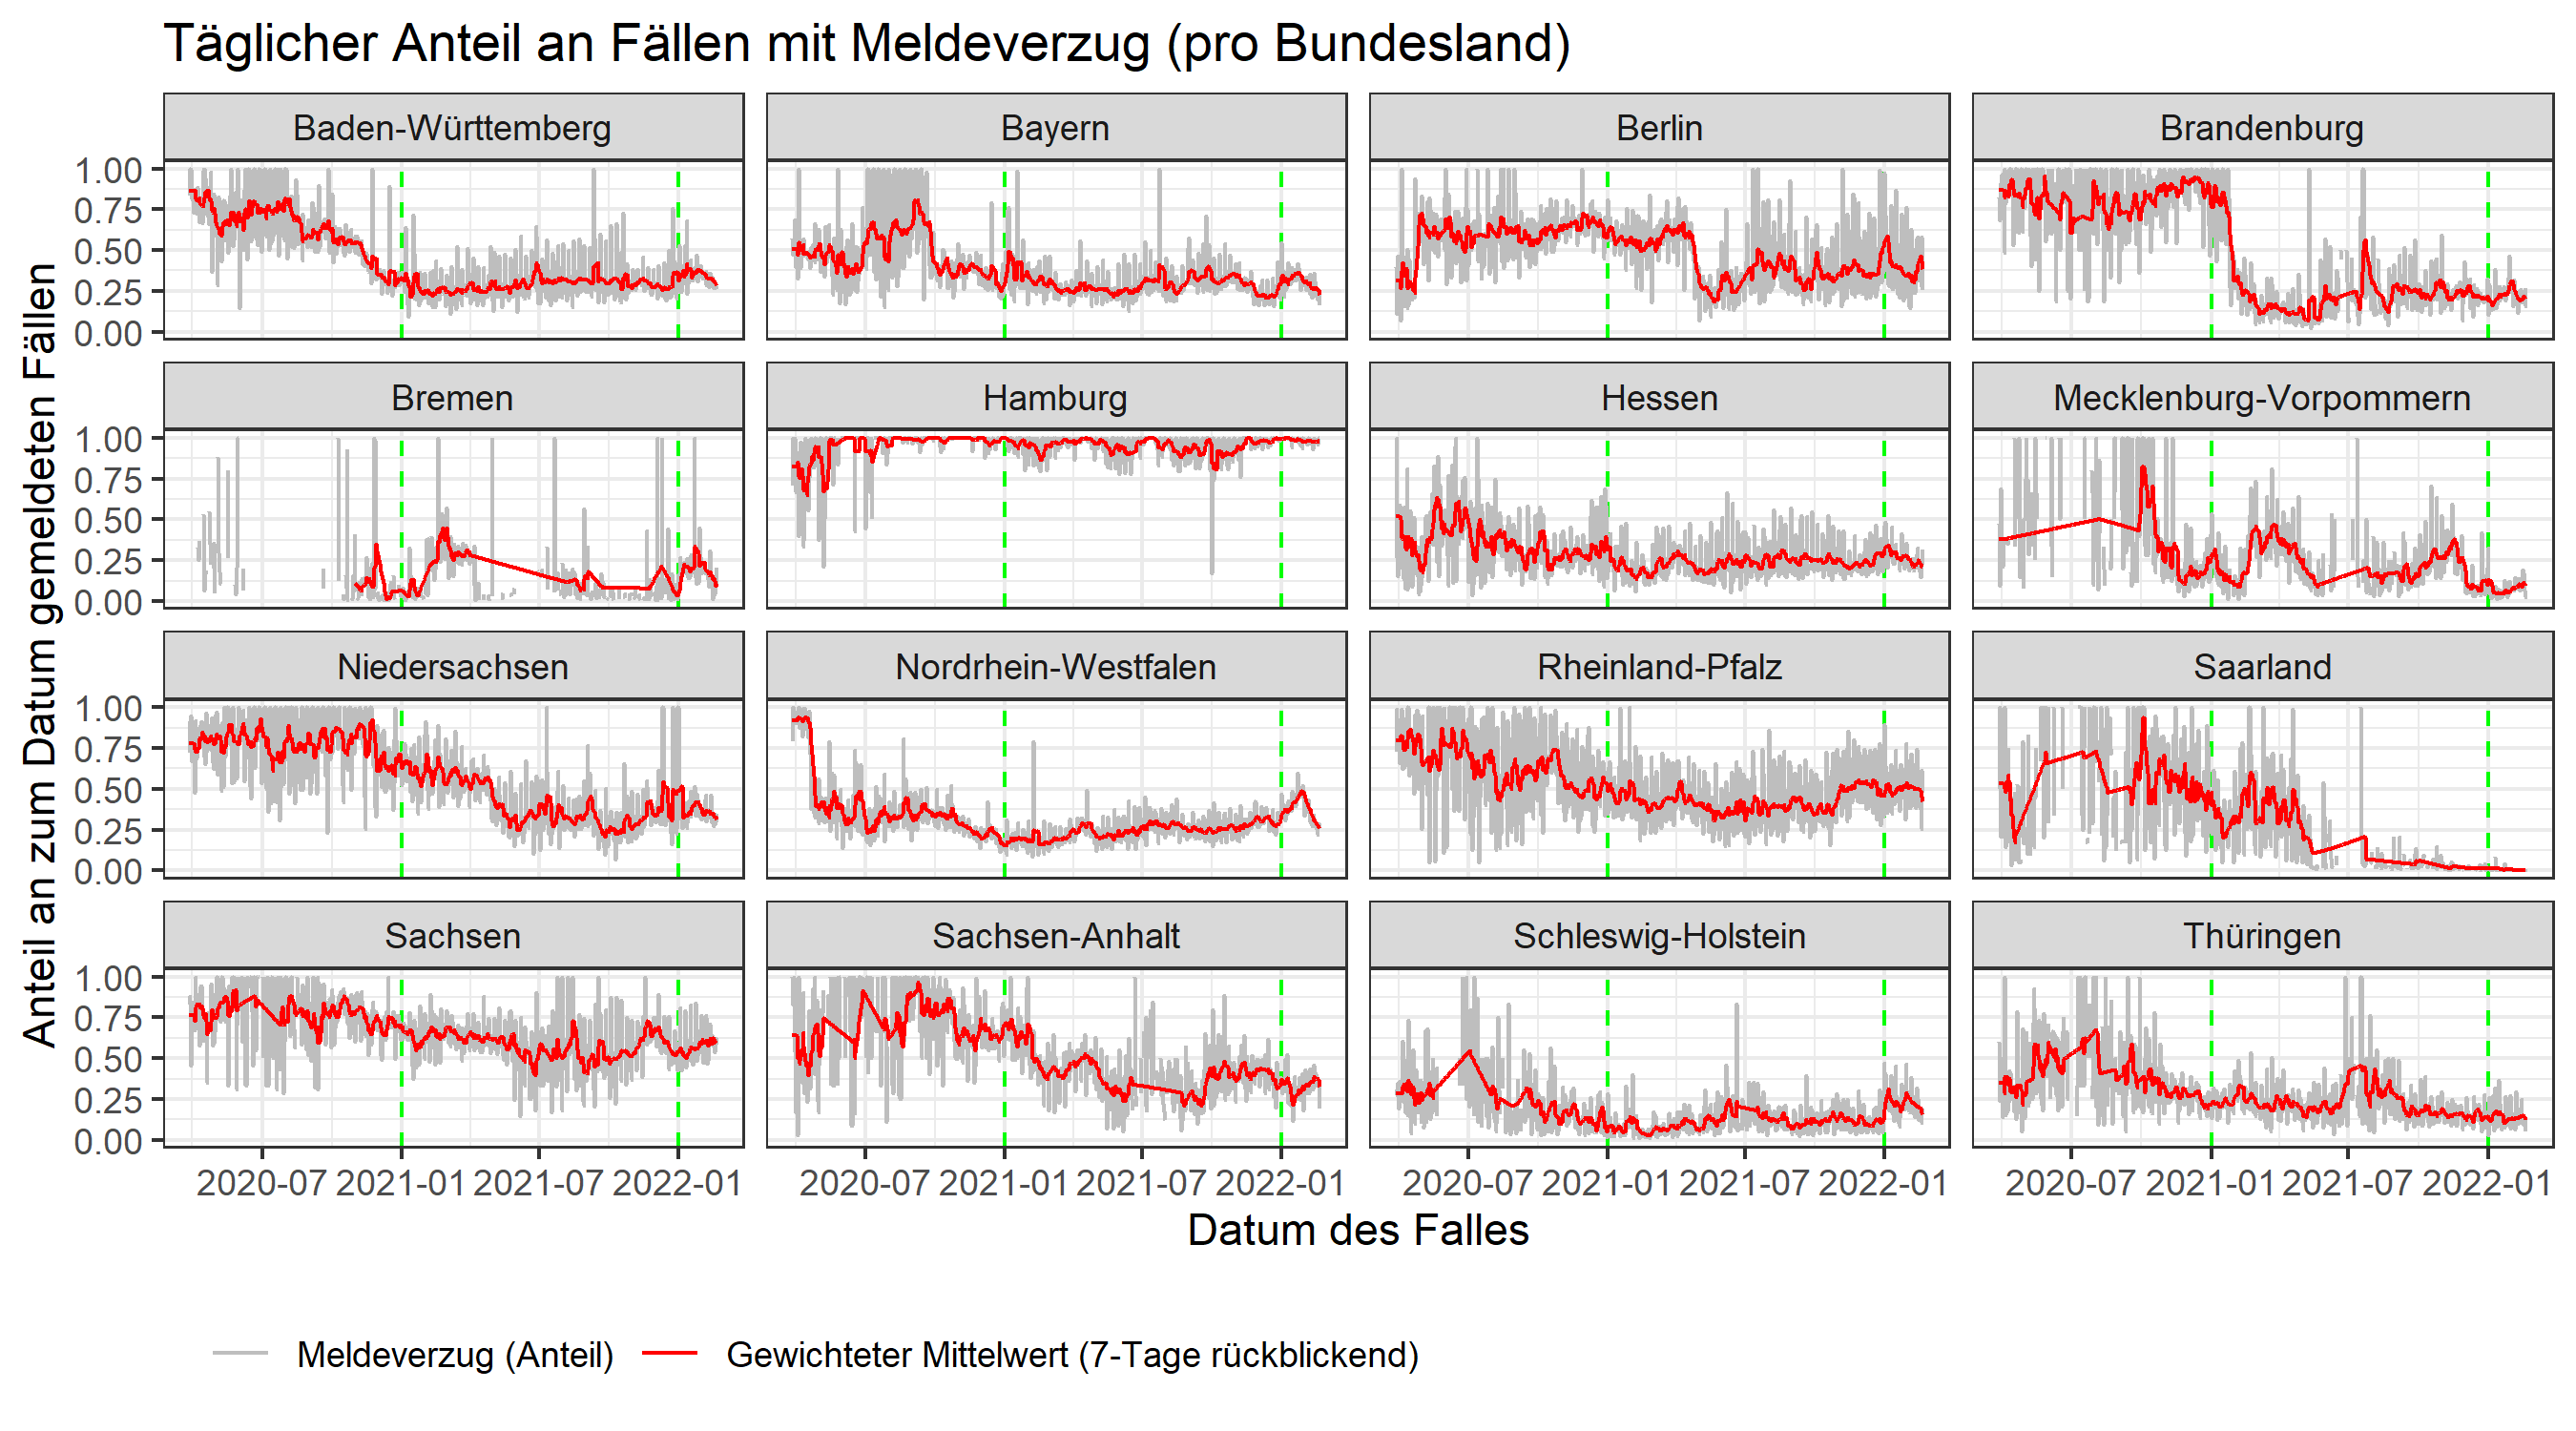 Täglicher Anteil an Fällen mit Meldeverzug (pro Bundesland)
Anteil an zum Datum gemeldeten Fällen
Baden-Württemberg
Bayern
Berlin
Brandenburg
1.00
0.75
0.50
0.25
0.00
Bremen
Hamburg
Hessen
Mecklenburg-Vorpommern
1.00
0.75
0.50
0.25
0.00
Niedersachsen
Nordrhein-Westfalen
Rheinland-Pfalz
Saarland
1.00
0.75
0.50
0.25
0.00
Sachsen
Sachsen-Anhalt
Schleswig-Holstein
Thüringen
1.00
0.75
0.50
0.25
0.00
2020-07 2021-01 2021-07 2022-01
2020-07 2021-01 2021-07 2022-01
2020-07 2021-01 2021-07 2022-01
2020-07 2021-01 2021-07 2022-01
Datum des Falles
Meldeverzug (Anteil)
Gewichteter Mittelwert (7-Tage rückblickend)